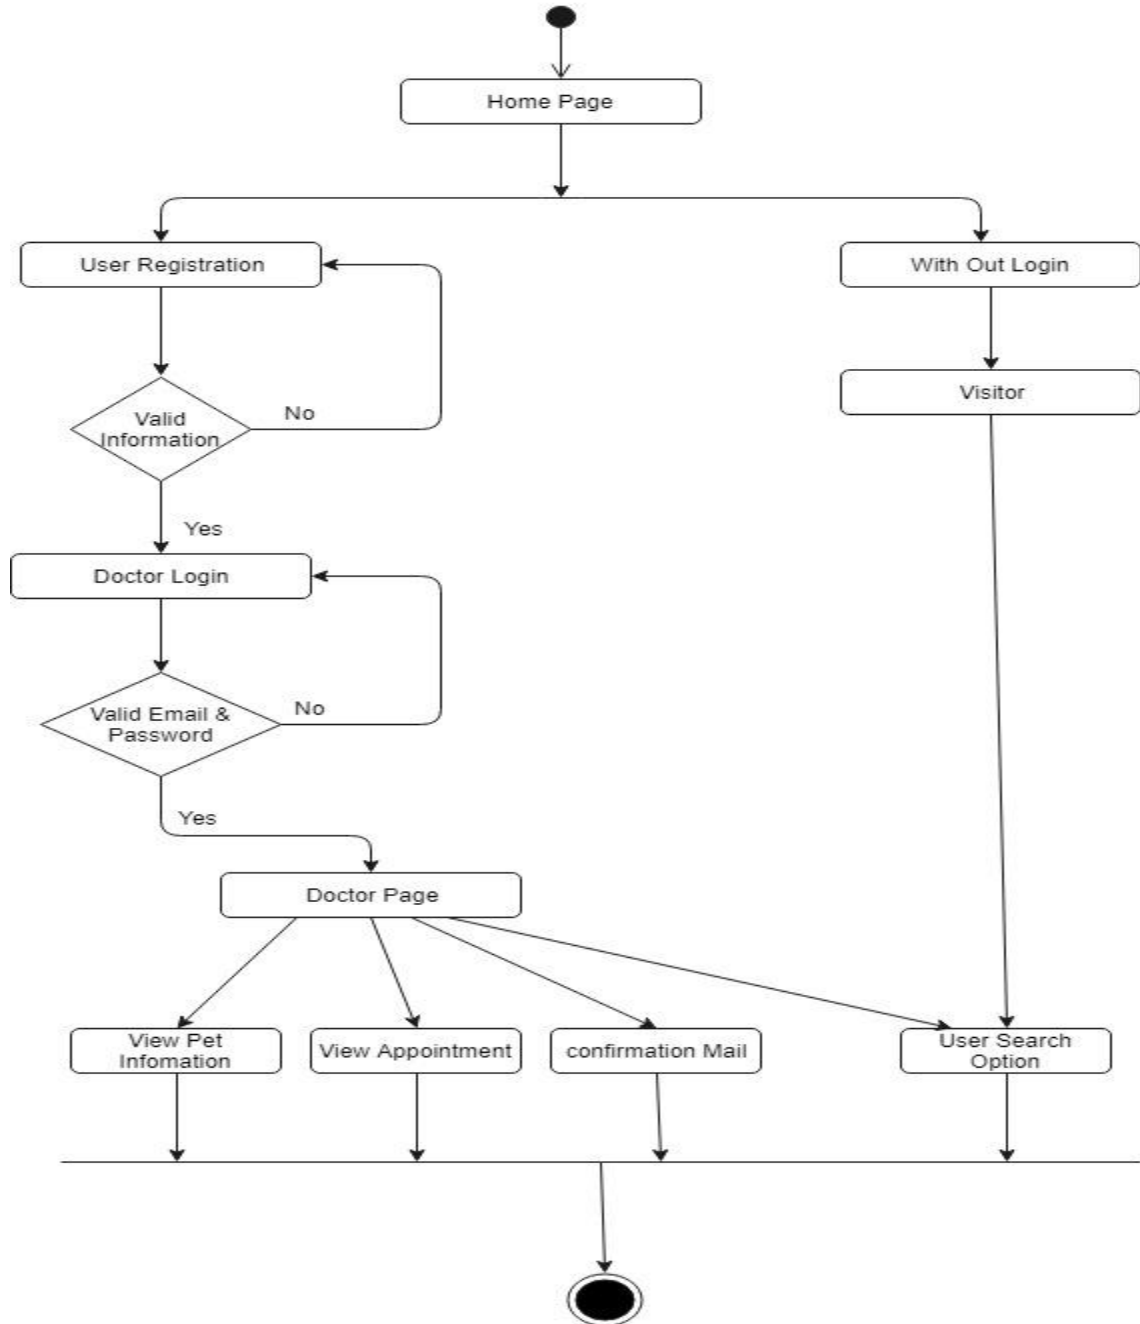 Home Page
User Registration
With Out Login
Visitor
Valid
Information
No
Yes
Doctor Login
Valid Email &
Password
No
Yes
Doctor Page
View Pet
Infomation
View Appointment
confirmation Mail
User Search
Option